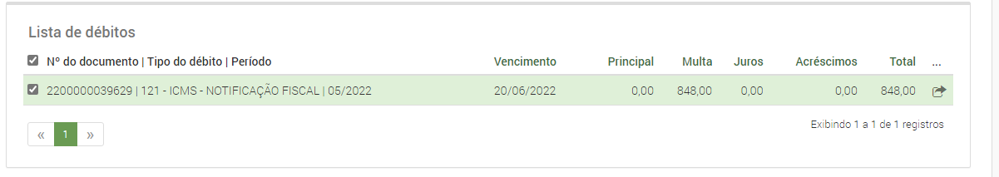 Lista de débitos
Nº do documento | Tipo do débito | Período Vencimento Principal Multa Juros Acréscimos Total ...
2200000039629 | 121 - ICMS - NOTIFICAÇÃO FISCAL | 05/2022 20/06/2022 0,00 848,00 0,00 0,00 848,00
« 1 »
Exibindo 1 a 1 de 1 registros